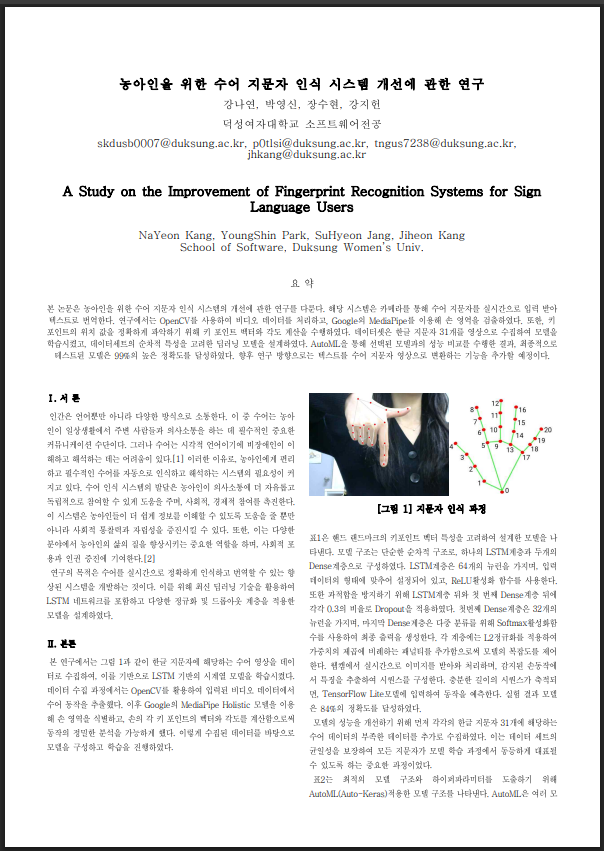 농아인을 위한 수어 지문자 인식 시스템 개선에 관한 연구
강나연, 박영신, 장수현, 강지헌
덕성여자대학교 소프트웨어전공
skdusb0007@duksung.ac.kr, p0tlsi@duksung.ac.kr, tngus7238@duksung.ac.kr,
jhkang@duksung.ac.kr
A Study on the Improvement of Fingerprint Recognition Systems for Sign
Language Users
NaYeon Kang, YoungShin Park, SuHyeon Jang, Jiheon Kang
School of Software, Duksung Women's Univ.
요 약
본 논문은 농아인을 위한 수어 지문자 인식 시스템의 개선에 관한 연구를 다룬다. 해당 시스템은 카메라를 통해 수어 지문자를 실시간으로 입력 받아
텍스트로 번역한다. 연구에서는 OpenCV를 사용하여 비디오 데이터를 처리하고, Google의 MediaPipe를 이용해 손 영역을 검출하였다. 또한, 키
포인트의 위치 값을 정확하게 파악하기 위해 키 포인트 벡터와 각도 계산을 수행하였다. 데이터셋은 한글 지문자 31개를 영상으로 수집하여 모델을
학습시켰고, 데이터세트의 순차적 특성을 고려한 딥러닝 모델을 설계하였다. AutoML을 통해 선택된 모델과의 성능 비교를 수행한 결과, 최종적으로
테스트된 모델은 99%의 높은 정확도를 달성하였다. 향후 연구 방향으로는 텍스트를 수어 지문자 영상으로 변환하는 기능을 추가할 예정이다.
Ⅰ. 서 론
인간은 언어뿐만 아니라 다양한 방식으로 소통한다. 이 중 수어는 농아
인이 일상생활에서 주변 사람들과 의사소통을 하는 데 필수적인 중요한
커뮤니케이션 수단이다. 그러나 수어는 시각적 언어이기에 비장애인이 이
해하고 해석하는 데는 어려움이 있다.[1] 이러한 이유로, 농아인에게 편리
하고 필수적인 수어를 자동으로 인식하고 해석하는 시스템의 필요성이 커
지고 있다. 수어 인식 시스템의 발달은 농아인이 의사소통에 더 자유롭고
독립적으로 참여할 수 있게 도움을 주며, 사회적, 경제적 참여를 촉진한다.
이 시스템은 농아인들이 더 쉽게 정보를 이해할 수 있도록 도움을 줄 뿐만
아니라 사회적 통찰력과 자립성을 증진시킬 수 있다. 또한, 이는 다양한
분야에서 농아인의 삶의 질을 향상시키는 중요한 역할을 하며, 사회적 포
용과 인권 증진에 기여한다.[2]
연구의 목적은 수어를 실시간으로 정확하게 인식하고 번역할 수 있는 향
상된 시스템을 개발하는 것이다. 이를 위해 최신 딥러닝 기술을 활용하여
LSTM 네트워크를 포함하고 다양한 정규화 및 드롭아웃 계층을 적용한
모델을 설계하였다.
Ⅱ. 본론
본 연구에서는 그림 1과 같이 한글 지문자에 해당하는 수어 영상을 데이
터로 수집하여, 이를 기반으로 LSTM 기반의 시계열 모델을 학습시켰다.
데이터 수집 과정에서는 OpenCV를 활용하여 입력된 비디오 데이터에서
수어 동작을 추출했다. 이후 Google의 MediaPipe Holistic 모델을 이용
해 손 영역을 식별하고, 손의 각 키 포인트의 벡터와 각도를 계산함으로써
동작의 정밀한 분석을 가능하게 했다. 이렇게 수집된 데이터를 바탕으로
모델을 구성하고 학습을 진행하였다.
12
8 11 16
7 10 15 20
6 9 14 19
4 5 13 18
3 17
2
1
0
[그림 1] 지문자 인식 과정
표1은 핸드 랜드마크의 키포인트 벡터 특성을 고려하여 설계한 모델을 나
타낸다. 모델 구조는 단순한 순차적 구조로, 하나의 LSTM계층과 두개의
Dense계층으로 구성하였다. LSTM계층은 64개의 뉴런을 가지며, 입력
데이터의 형태에 맞추어 설정되어 있고, ReLU활성화 함수를 사용한다.
또한 과적합을 방지하기 위해 LSTM계층 뒤와 첫 번째 Dense계층 뒤에
각각 0.3의 비율로 Dropout을 적용하였다. 첫번째 Dense계층은 32개의
뉴런을 가지며, 마지막 Dense계층은 다중 분류를 위해 Softmax활성화함
수를 사용하여 최종 출력을 생성한다. 각 계층에는 L2정규화를 적용하여
가중치의 제곱에 비례하는 패널티를 추가함으로써 모델의 복잡도를 제어
한다. 웹캠에서 실시간으로 이미지를 받아와 처리하며, 감지된 손동작에
서 특징을 추출하여 시퀀스를 구성한다. 충분한 길이의 시퀀스가 축적되
면, TensorFlow Lite모델에 입력하여 동작을 예측한다. 실험 결과 모델
은 84%의 정확도를 달성하였다.
모델의 성능을 개선하기 위해 먼저 각각의 한글 지문자 31개에 해당하는
수어 데이터의 부족한 데이터를 추가로 수집하였다. 이는 데이터 세트의
균일성을 보장하여 모든 지문자가 모델 학습 과정에서 동등하게 대표될
수 있도록 하는 중요한 과정이었다.
표2는 최적의 모델 구조와 하이퍼파라미터를 도출하기 위해
AutoML(Auto-Keras)적용한 모델 구조를 나타낸다. AutoML은 여러 모